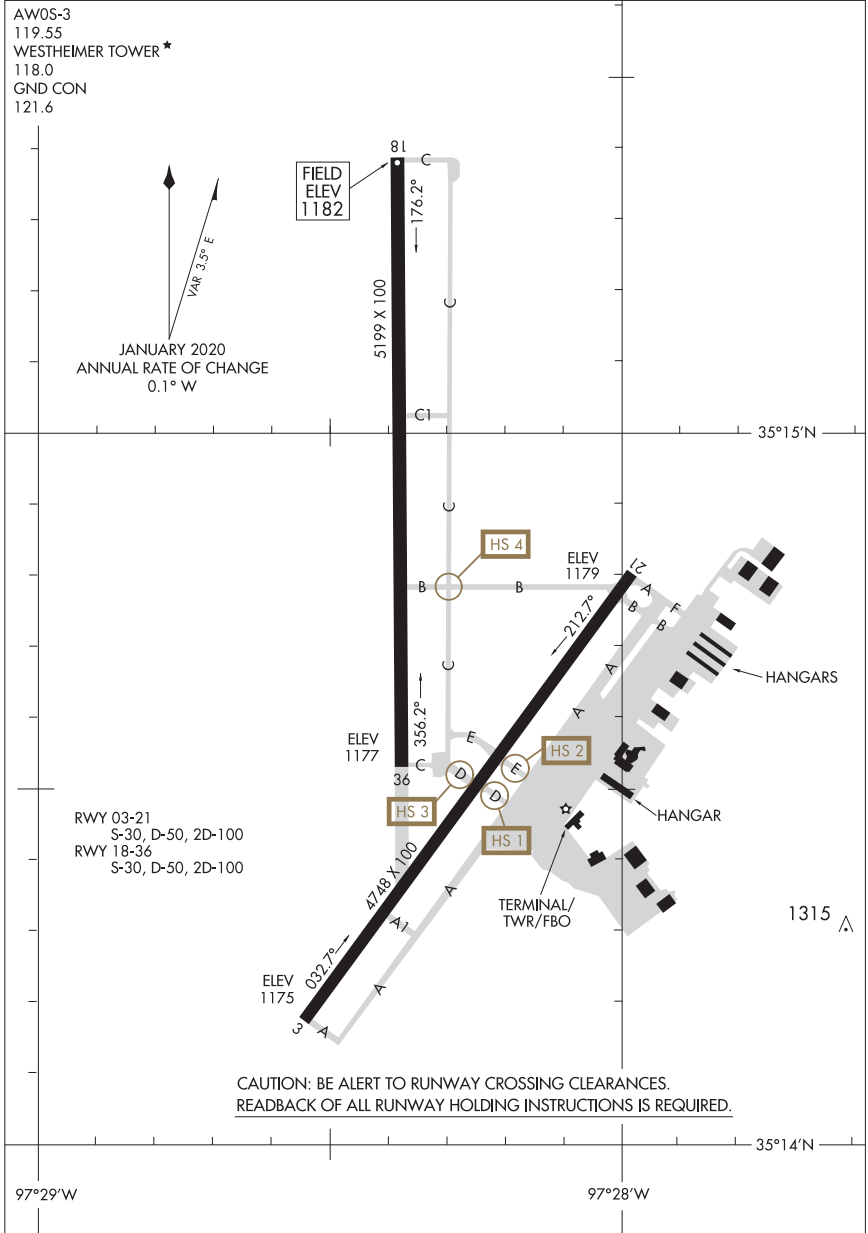 AWOS-3
119.55
WESTHEIMER TOWER★
118.0
GND CON
121.6
18
C
FIELD
ELEV
1182
176.2°
VAR 3.5° E
C
5199 X 100
JANUARY 2020
ANNUAL RATE OF CHANGE
0.1° W
C1
35°15'N
C
HS 4
ELEV
1179
21
B
B
A
F
B
B
212.7°
C
A
HANGARS
356.2°
A
E
ELEV
1177
C
HS 2
36
D
E
HS 3
D
HS 1
HANGAR
RWY 03-21
S-30, D-50, 2D-100
RWY 18-36
S-30, D-50, 2D-100
4748 X 100
A
TERMINAL/
TWR/FBO
1315
A1
032.7°
ELEV
1175
A
3
A
CAUTION: BE ALERT TO RUNWAY CROSSING CLEARANCES.
READBACK OF ALL RUNWAY HOLDING INSTRUCTIONS IS REQUIRED.
35°14'N
97°29'W
97°28'W